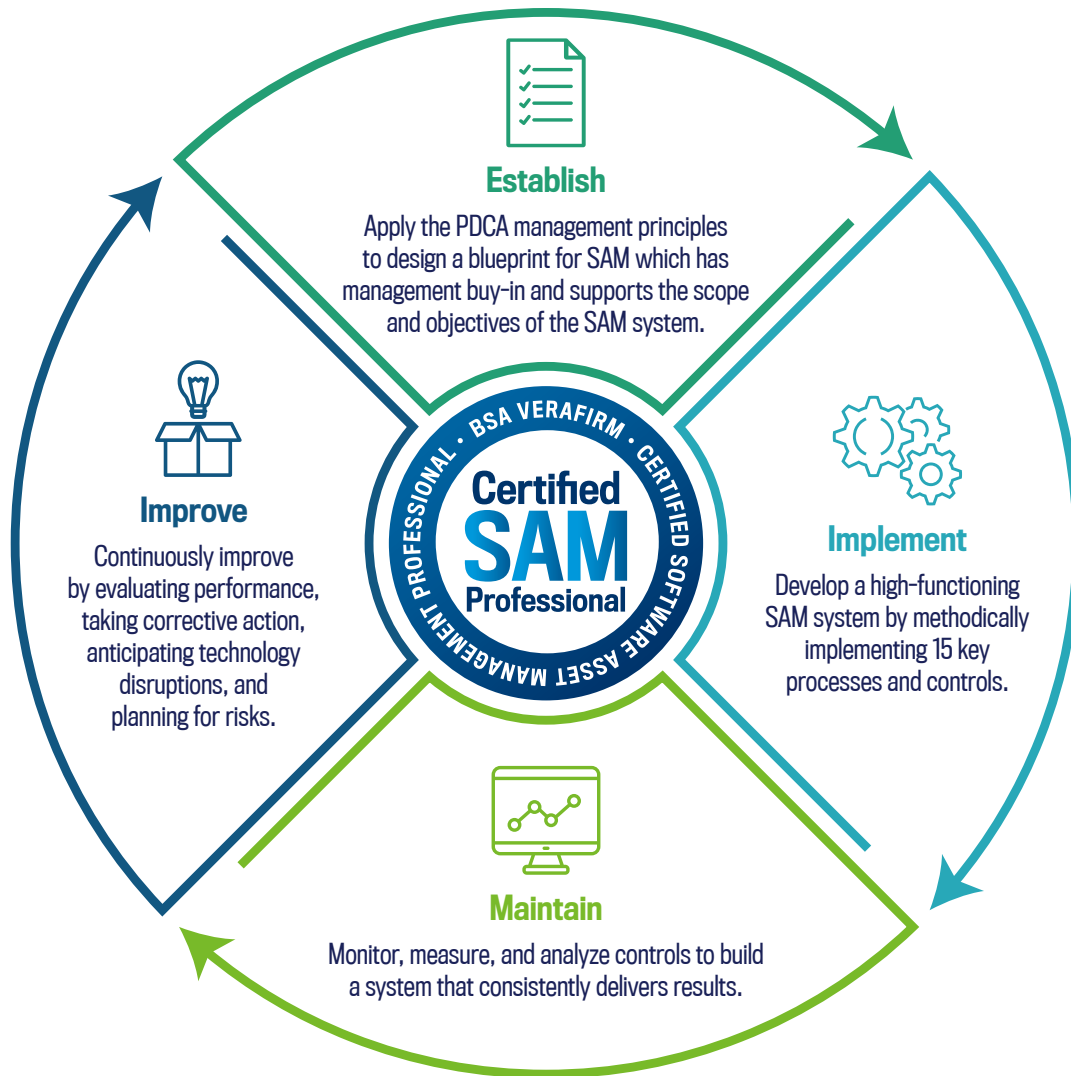 Establish
Apply the PDCA management principles
to design a blueprint for SAM which has
management buy-in and supports the scope
and objectives of the SAM system.
Improve
Continuously improve
by evaluating performance,
taking corrective action,
anticipating technology
disruptions, and
planning for risks.
BSA VERAFIRM · CERTIFIED SOFTWARE ASSET MANAGEMENT PROFESSIONAL ·
Certified
SAM
Professional
Implement
Develop a high-functioning
SAM system by methodically
implementing 15 key
processes and controls.
Maintain
Monitor, measure, and analyze controls to build
a system that consistently delivers results.